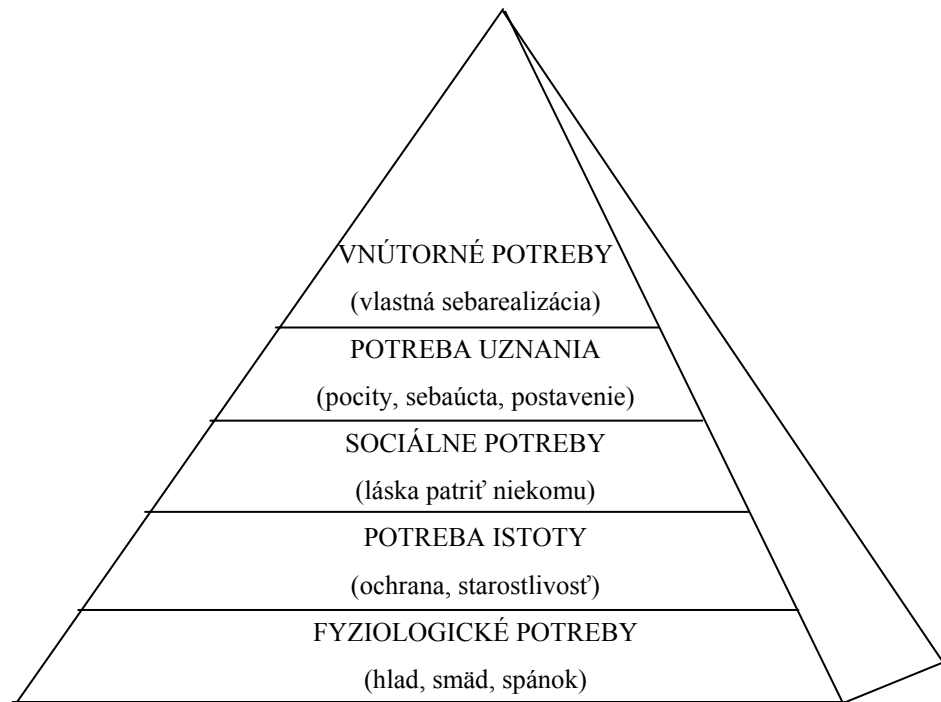 VNÚTORNÉ POTREBY
(vlastná sebarealizácia)
POTREBA UZNANIA
(pocity, sebaúcta, postavenie)
SOCIÁLNE POTREBY
(láska patriť niekomu)
POTREBA ISTOTY
(ochrana, starostlivosť)
FYZIOLOGICKÉ POTREBY
(hlad, smäd, spánok)